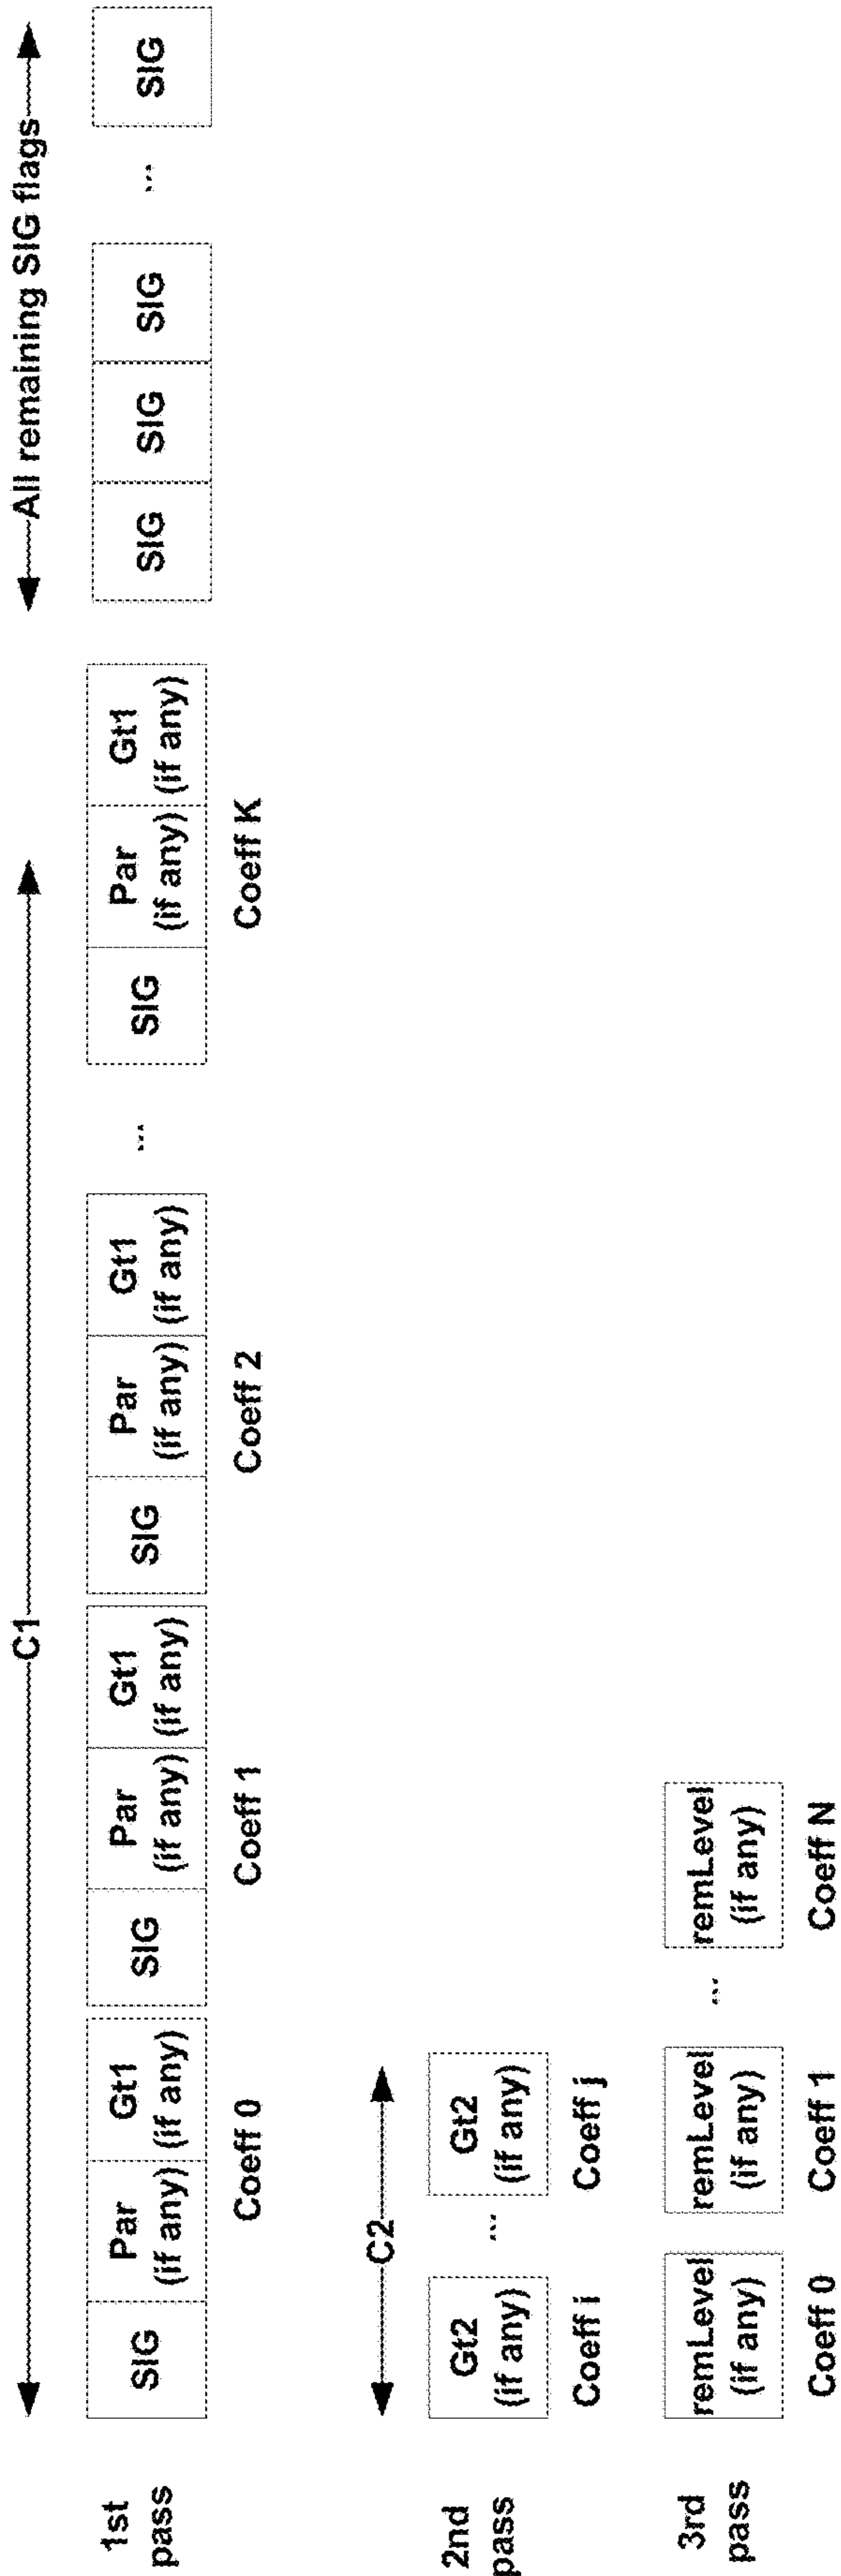 C1
All remaining SIG flags
1st pass
SIG
Par (if any)
Gt1 (if any)
SIG
Par (if any)
Gt1 (if any)
SIG
Par (if any)
Gt1 (if any)
...
SIG
Par (if any)
Gt1 (if any)
SIG
SIG
SIG
...
SIG
Coeff 0
Coeff 1
Coeff 2
Coeff K
C2
2nd pass
Gt2 (if any)
...
Gt2 (if any)
Coeff i
Coeff j
3rd pass
remLevel (if any)
remLevel (if any)
...
remLevel (if any)
Coeff 0
Coeff 1
Coeff N